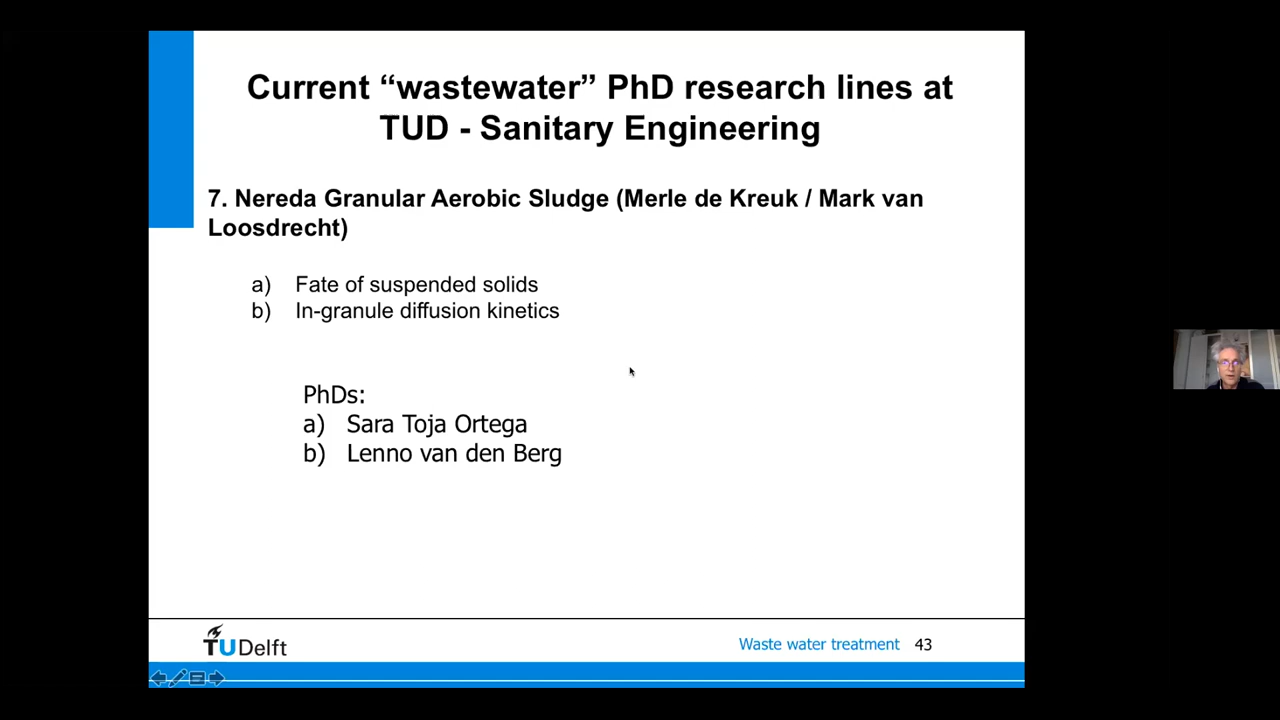 Current “wastewater” PhD research lines at
TUD - Sanitary Engineering
7. Nereda Granular Aerobic Sludge (Merle de Kreuk / Mark van
Loosdrecht)
a) Fate of suspended solids
b) In-granule diffusion kinetics
PhDs:
a) Sara Toja Ortega
b) Lenno van den Berg
TUDelft
Waste water treatment 43